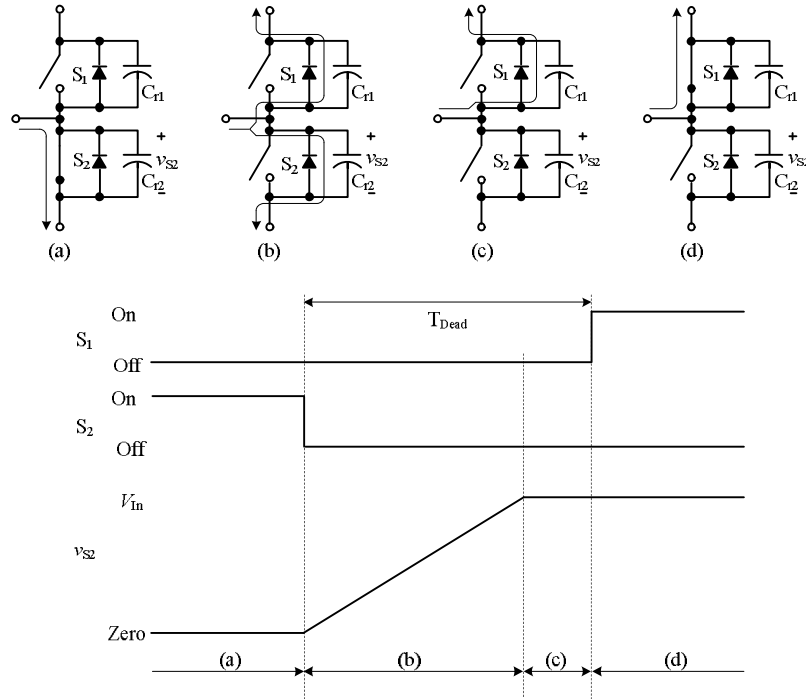 S1 Cr1
S2 + vS2 Cr2 −
(a)
S1 Cr1
S2 + vS2 Cr2 −
(b)
S1 Cr1
S2 + vS2 Cr2 −
(c)
S1 Cr1
S2 + vS2 Cr2 −
(d)
TDead
S1 On
Off
S2 On
Off
VIn
vS2
Zero
(a) (b) (c) (d)